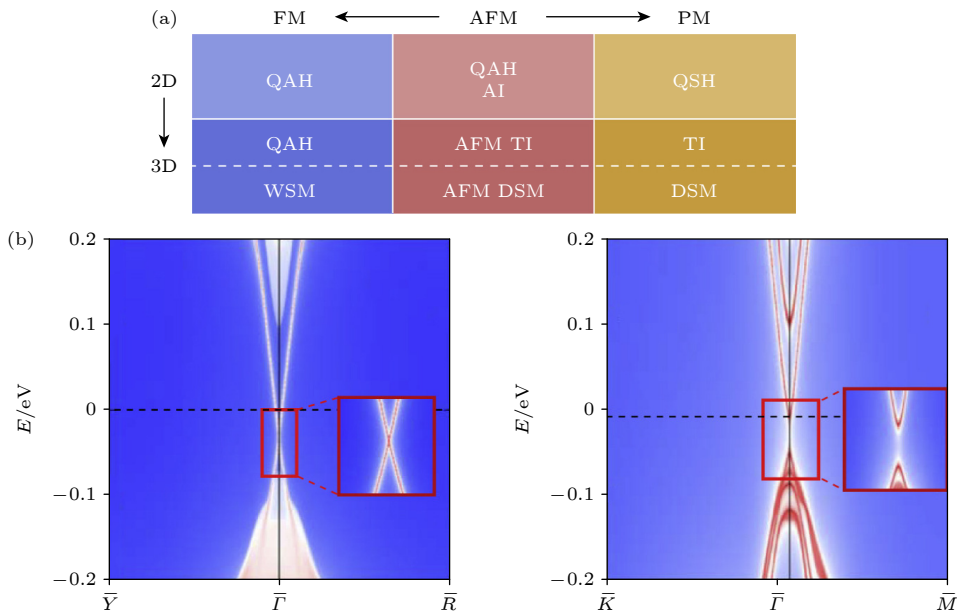 (a) FM AFM PM
2D QAH QAH AI QSH
3D QAH AFM TI TI
WSM AFM DSM DSM
(b)
E/eV
0.2
0.1
0
−0.1
−0.2
Y̅ Γ̅ R̅
E/eV
0.2
0.1
0
−0.1
−0.2
K̅ Γ̅ M̅